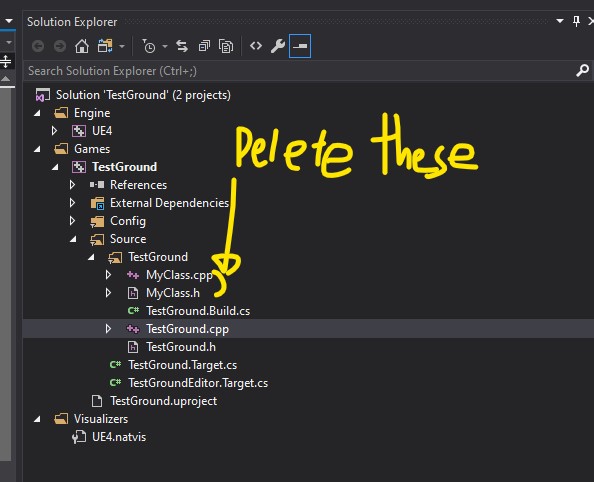 Solution Explorer
Search Solution Explorer (Ctrl+;)
Solution 'TestGround' (2 projects)
Engine
UE4
Delete these
Games
TestGround
References
External Dependencies
Config
Source
TestGround
MyClass.cpp
MyClass.h
C# TestGround.Build.cs
TestGround.cpp
TestGround.h
C# TestGround.Target.cs
C# TestGroundEditor.Target.cs
TestGround.uproject
Visualizers
UE4.natvis